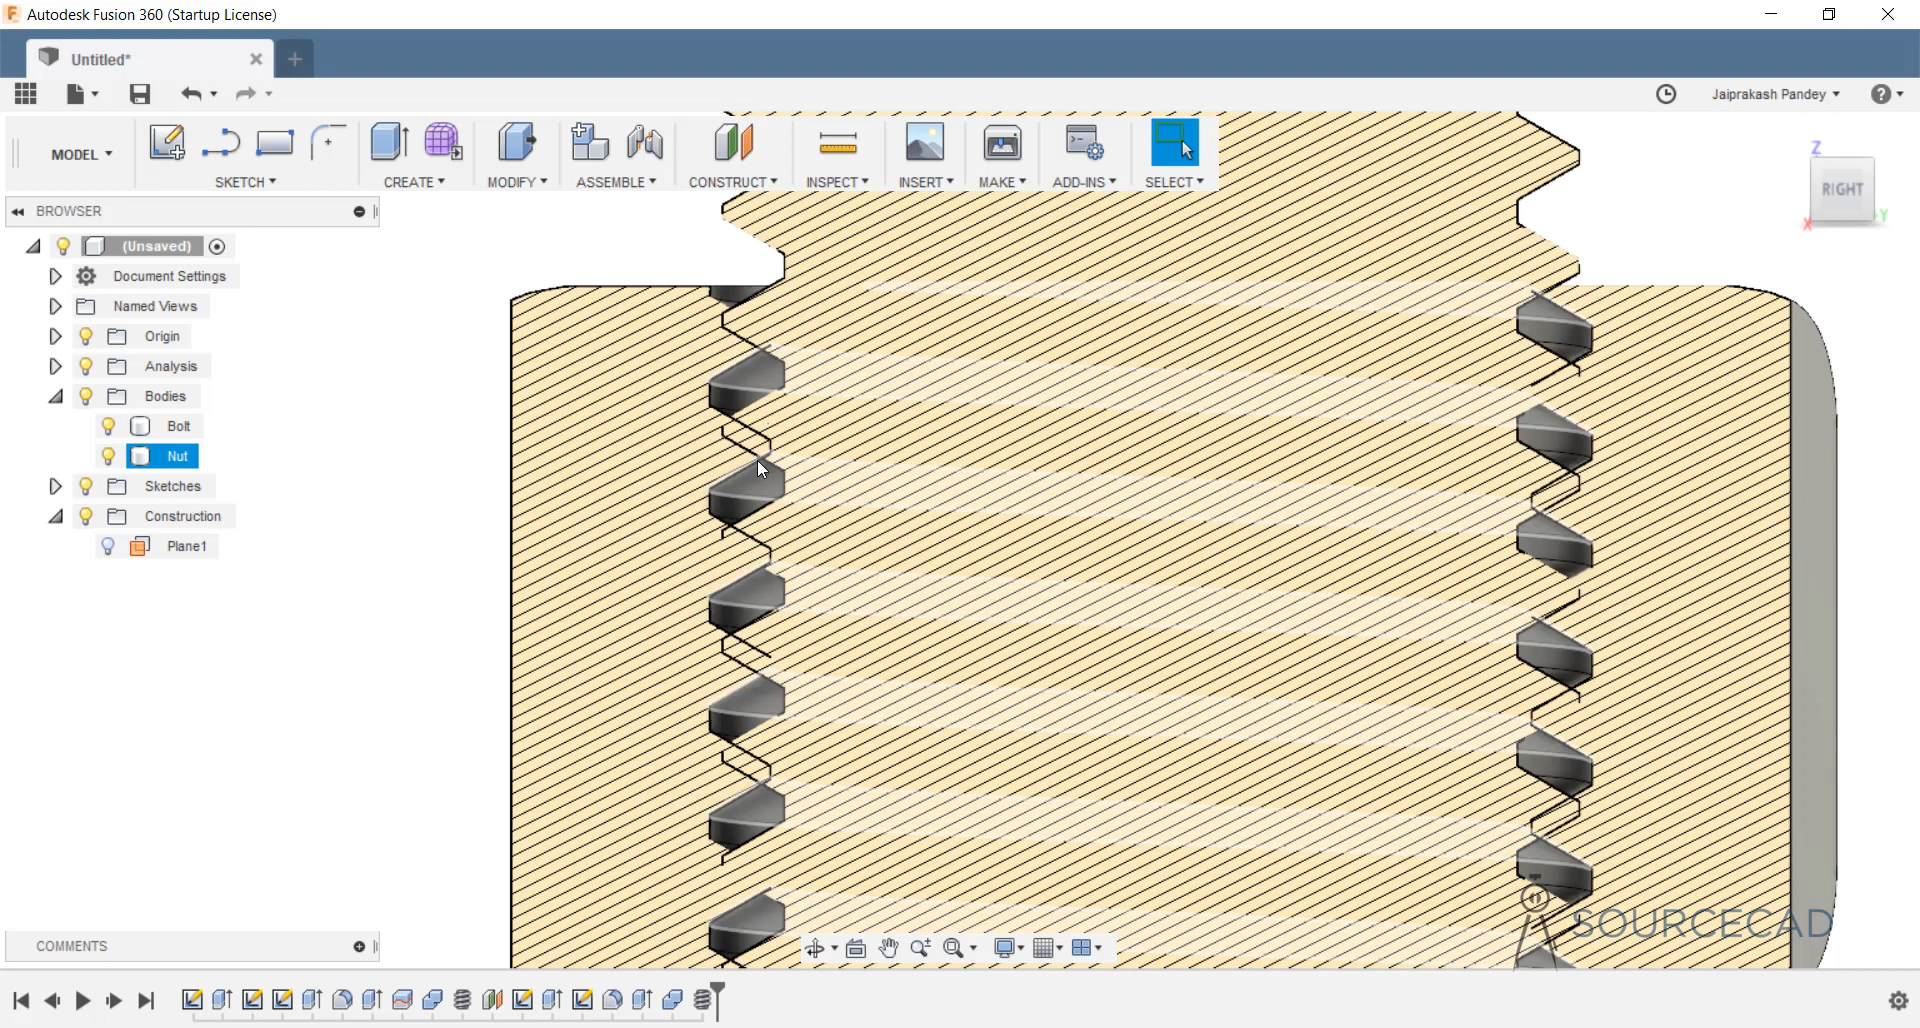 Autodesk Fusion 360 (Startup License)
Untitled*
Jaiprakash Pandey
MODEL
SKETCH
CREATE
MODIFY
ASSEMBLE
CONSTRUCT
INSPECT
INSERT
MAKE
ADD-INS
SELECT
Z
RIGHT
X
Y
BROWSER
(Unsaved)
Document Settings
Named Views
Origin
Analysis
Bodies
Bolt
Nut
Sketches
Construction
Plane1
SOURCECAD
COMMENTS